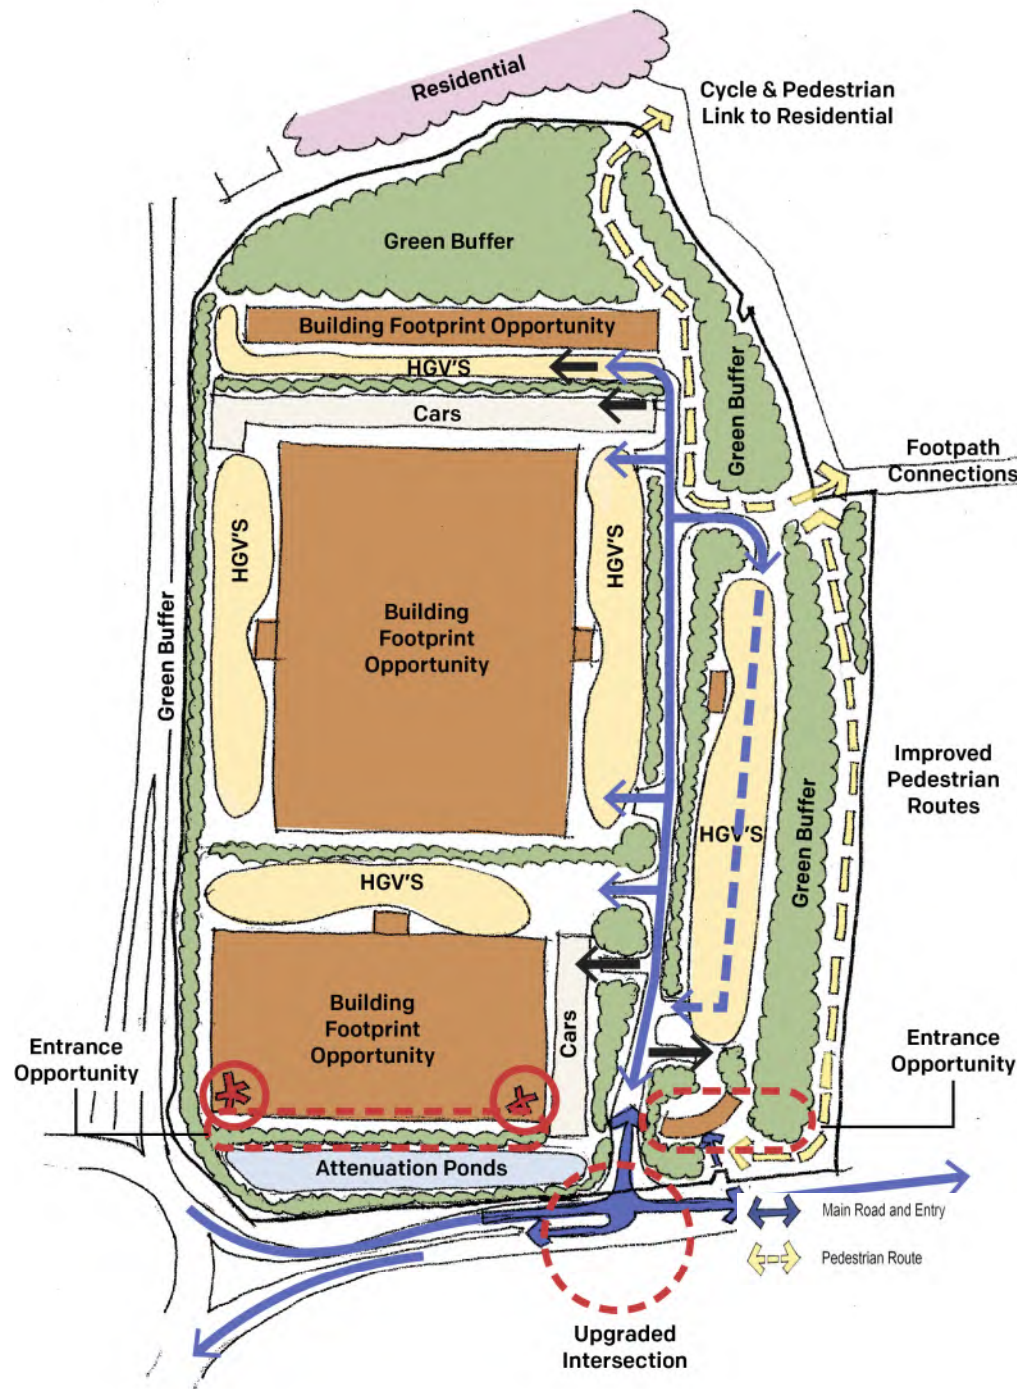 Residential
Cycle & Pedestrian
Link to Residential
Green Buffer
Building Footprint Opportunity
HGV'S
Cars
Green Buffer
Footpath
Connections
HGV'S
HGV'S
Building
Footprint
Opportunity
Green Buffer
Improved
Pedestrian
Routes
HGV'S
Green Buffer
HGV'S
Building
Footprint
Opportunity
Cars
Entrance
Opportunity
Entrance
Opportunity
Attenuation Ponds
Main Road and Entry
Pedestrian Route
Upgraded
Intersection